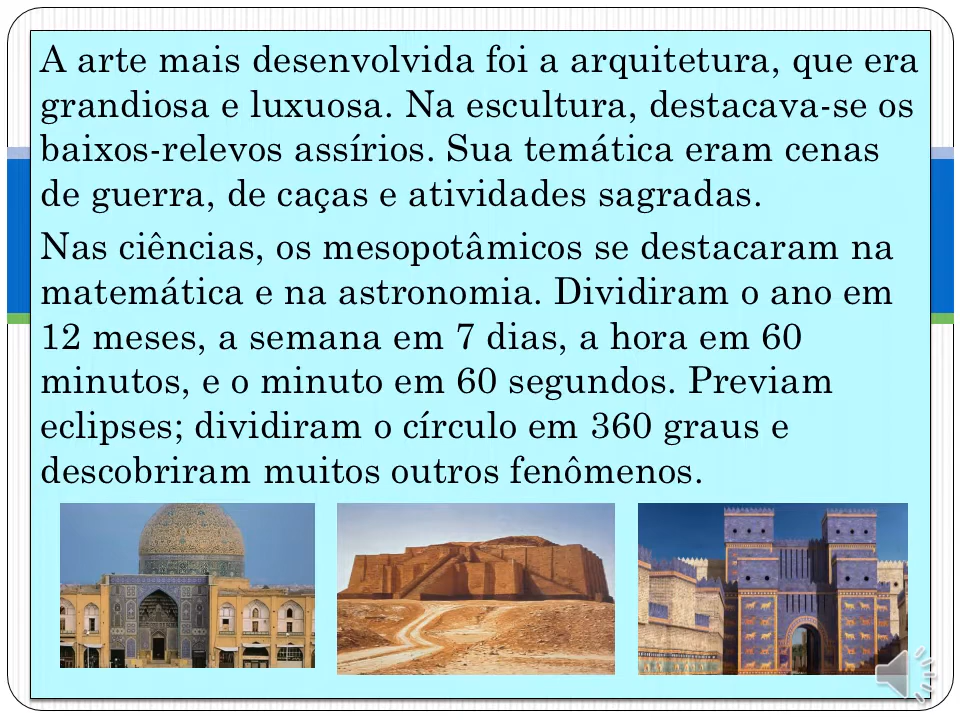 A arte mais desenvolvida foi a arquitetura, que era
grandiosa e luxuosa. Na escultura, destacava-se os
baixos-relevos assírios. Sua temática eram cenas
de guerra, de caças e atividades sagradas.
Nas ciências, os mesopotâmicos se destacaram na
matemática e na astronomia. Dividiram o ano em
12 meses, a semana em 7 dias, a hora em 60
minutos, e o minuto em 60 segundos. Previam
eclipses; dividiram o círculo em 360 graus e
descobriram muitos outros fenômenos.